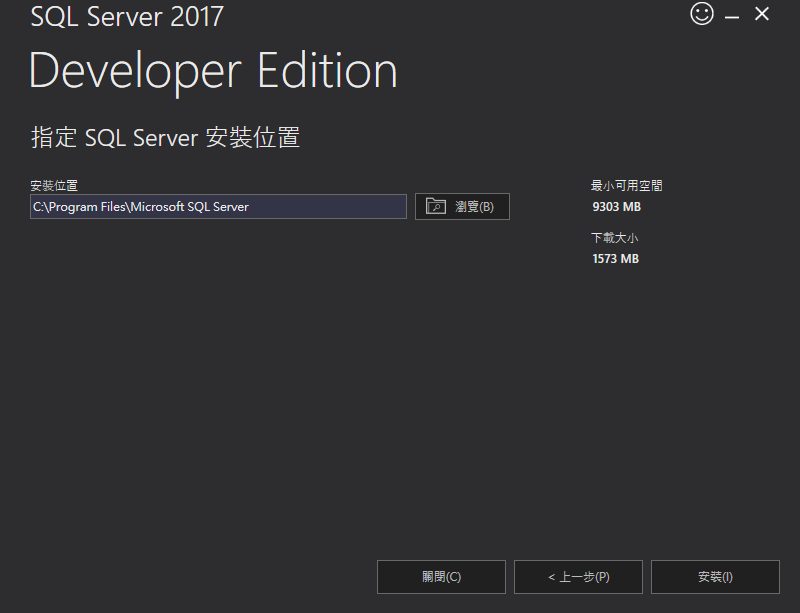 SQL Server 2017
Developer Edition
指定 SQL Server 安裝位置
安裝位置
C:\Program Files\Microsoft SQL Server
瀏覽(B)
最小可用空間
9303 MB
下載大小
1573 MB
關閉(C)
< 上一步(P)
安裝(I)